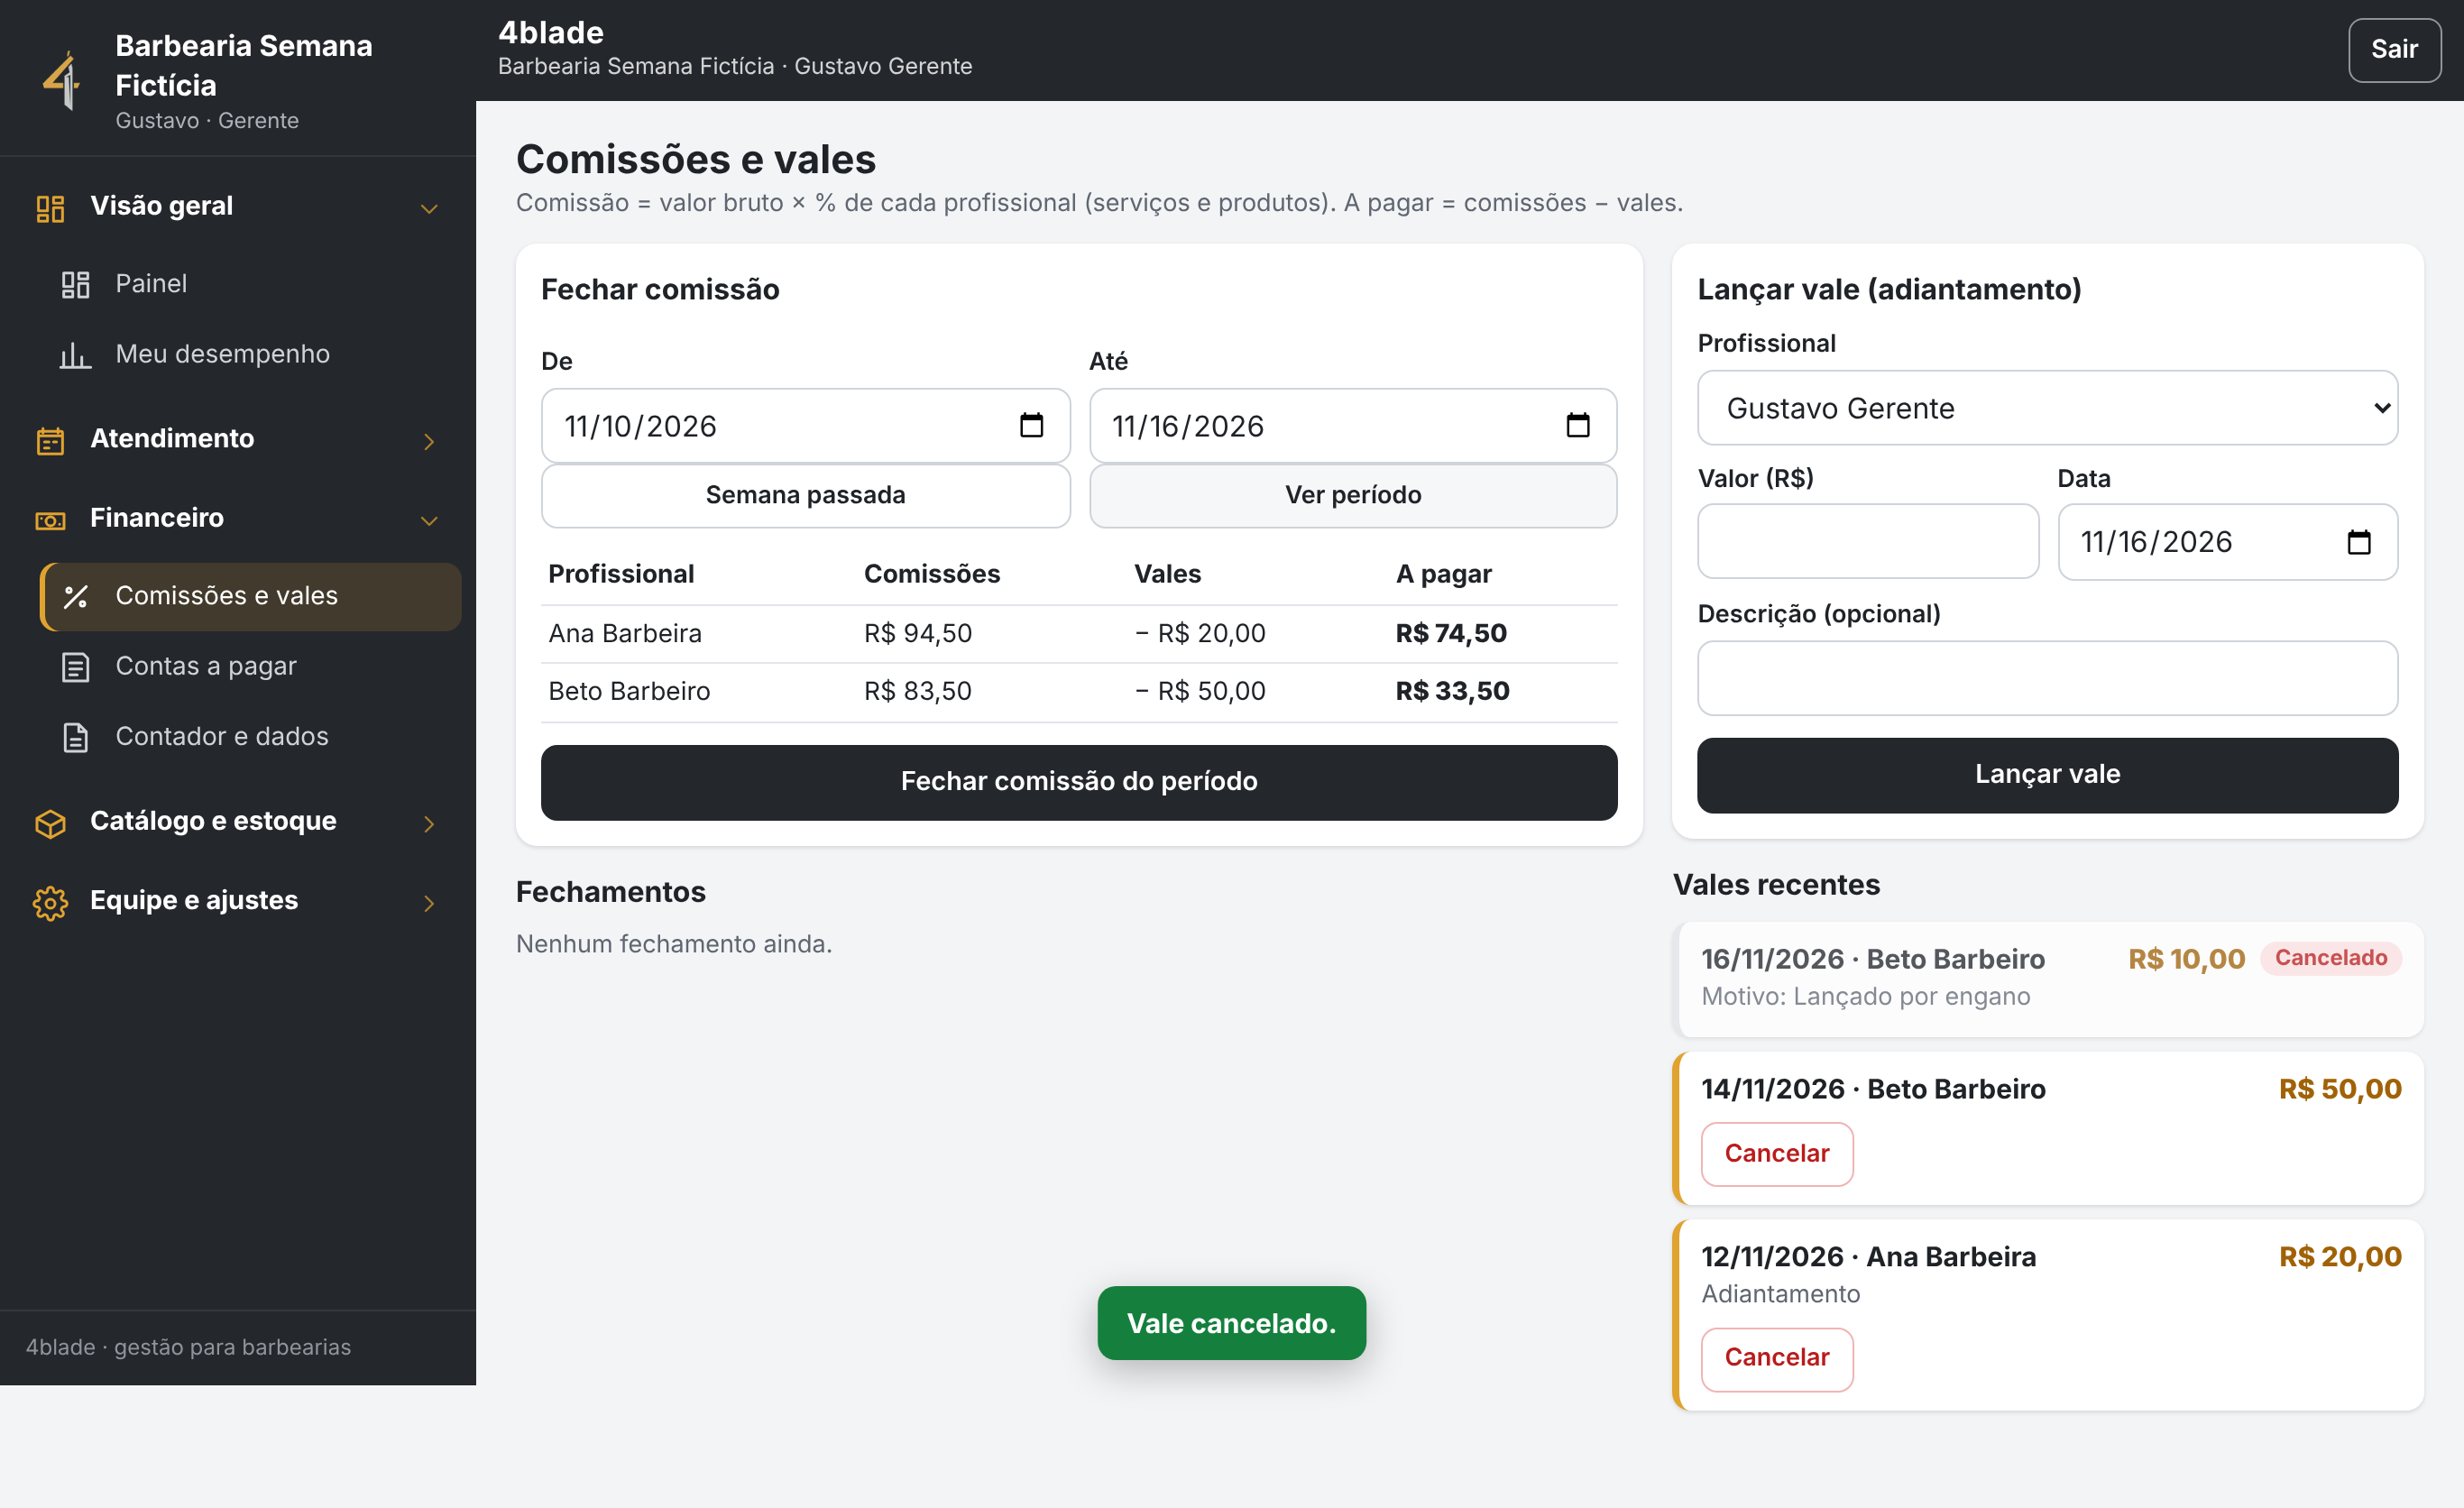 Barbearia Semana
Fictícia
Gustavo · Gerente
Visão geral
Painel
Meu desempenho
Atendimento
Financeiro
Comissões e vales
Contas a pagar
Contador e dados
Catálogo e estoque
Equipe e ajustes
4blade · gestão para barbearias
4blade
Barbearia Semana Fictícia · Gustavo Gerente
Sair
Comissões e vales
Comissão = valor bruto × % de cada profissional (serviços e produtos). A pagar = comissões − vales.
Fechar comissão
De
Até
11/10/2026
11/16/2026
Semana passada
Ver período
Profissional Comissões Vales A pagar
Ana Barbeira R$ 94,50 − R$ 20,00 R$ 74,50
Beto Barbeiro R$ 83,50 − R$ 50,00 R$ 33,50
Fechar comissão do período
Fechamentos
Nenhum fechamento ainda.
Lançar vale (adiantamento)
Profissional
Gustavo Gerente
Valor (R$)
Data
11/16/2026
Descrição (opcional)
Lançar vale
Vales recentes
16/11/2026 · Beto Barbeiro R$ 10,00 Cancelado
Motivo: Lançado por engano
14/11/2026 · Beto Barbeiro R$ 50,00
Cancelar
12/11/2026 · Ana Barbeira R$ 20,00
Adiantamento
Cancelar
Vale cancelado.